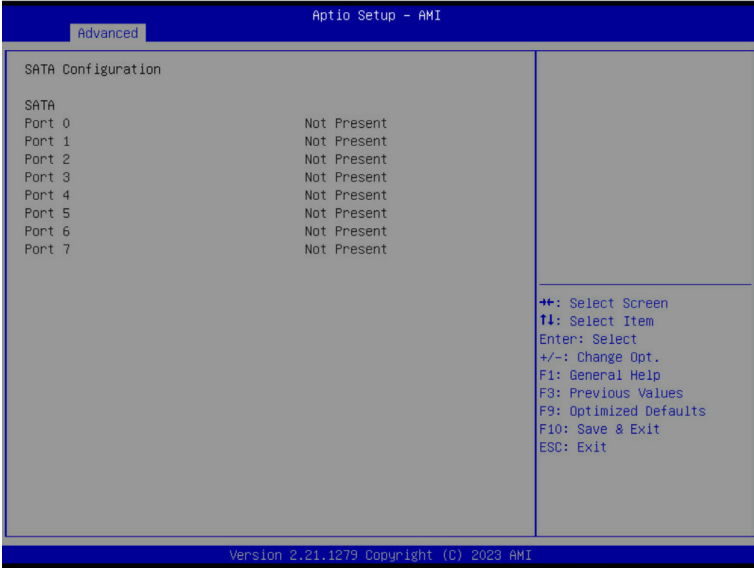 Aptio Setup – AMI
Advanced
SATA Configuration
SATA
Port 0 Not Present
Port 1 Not Present
Port 2 Not Present
Port 3 Not Present
Port 4 Not Present
Port 5 Not Present
Port 6 Not Present
Port 7 Not Present
→←: Select Screen
↑↓: Select Item
Enter: Select
+/-: Change Opt.
F1: General Help
F3: Previous Values
F9: Optimized Defaults
F10: Save & Exit
ESC: Exit
Version 2.21.1279 Copyright (C) 2023 AMI